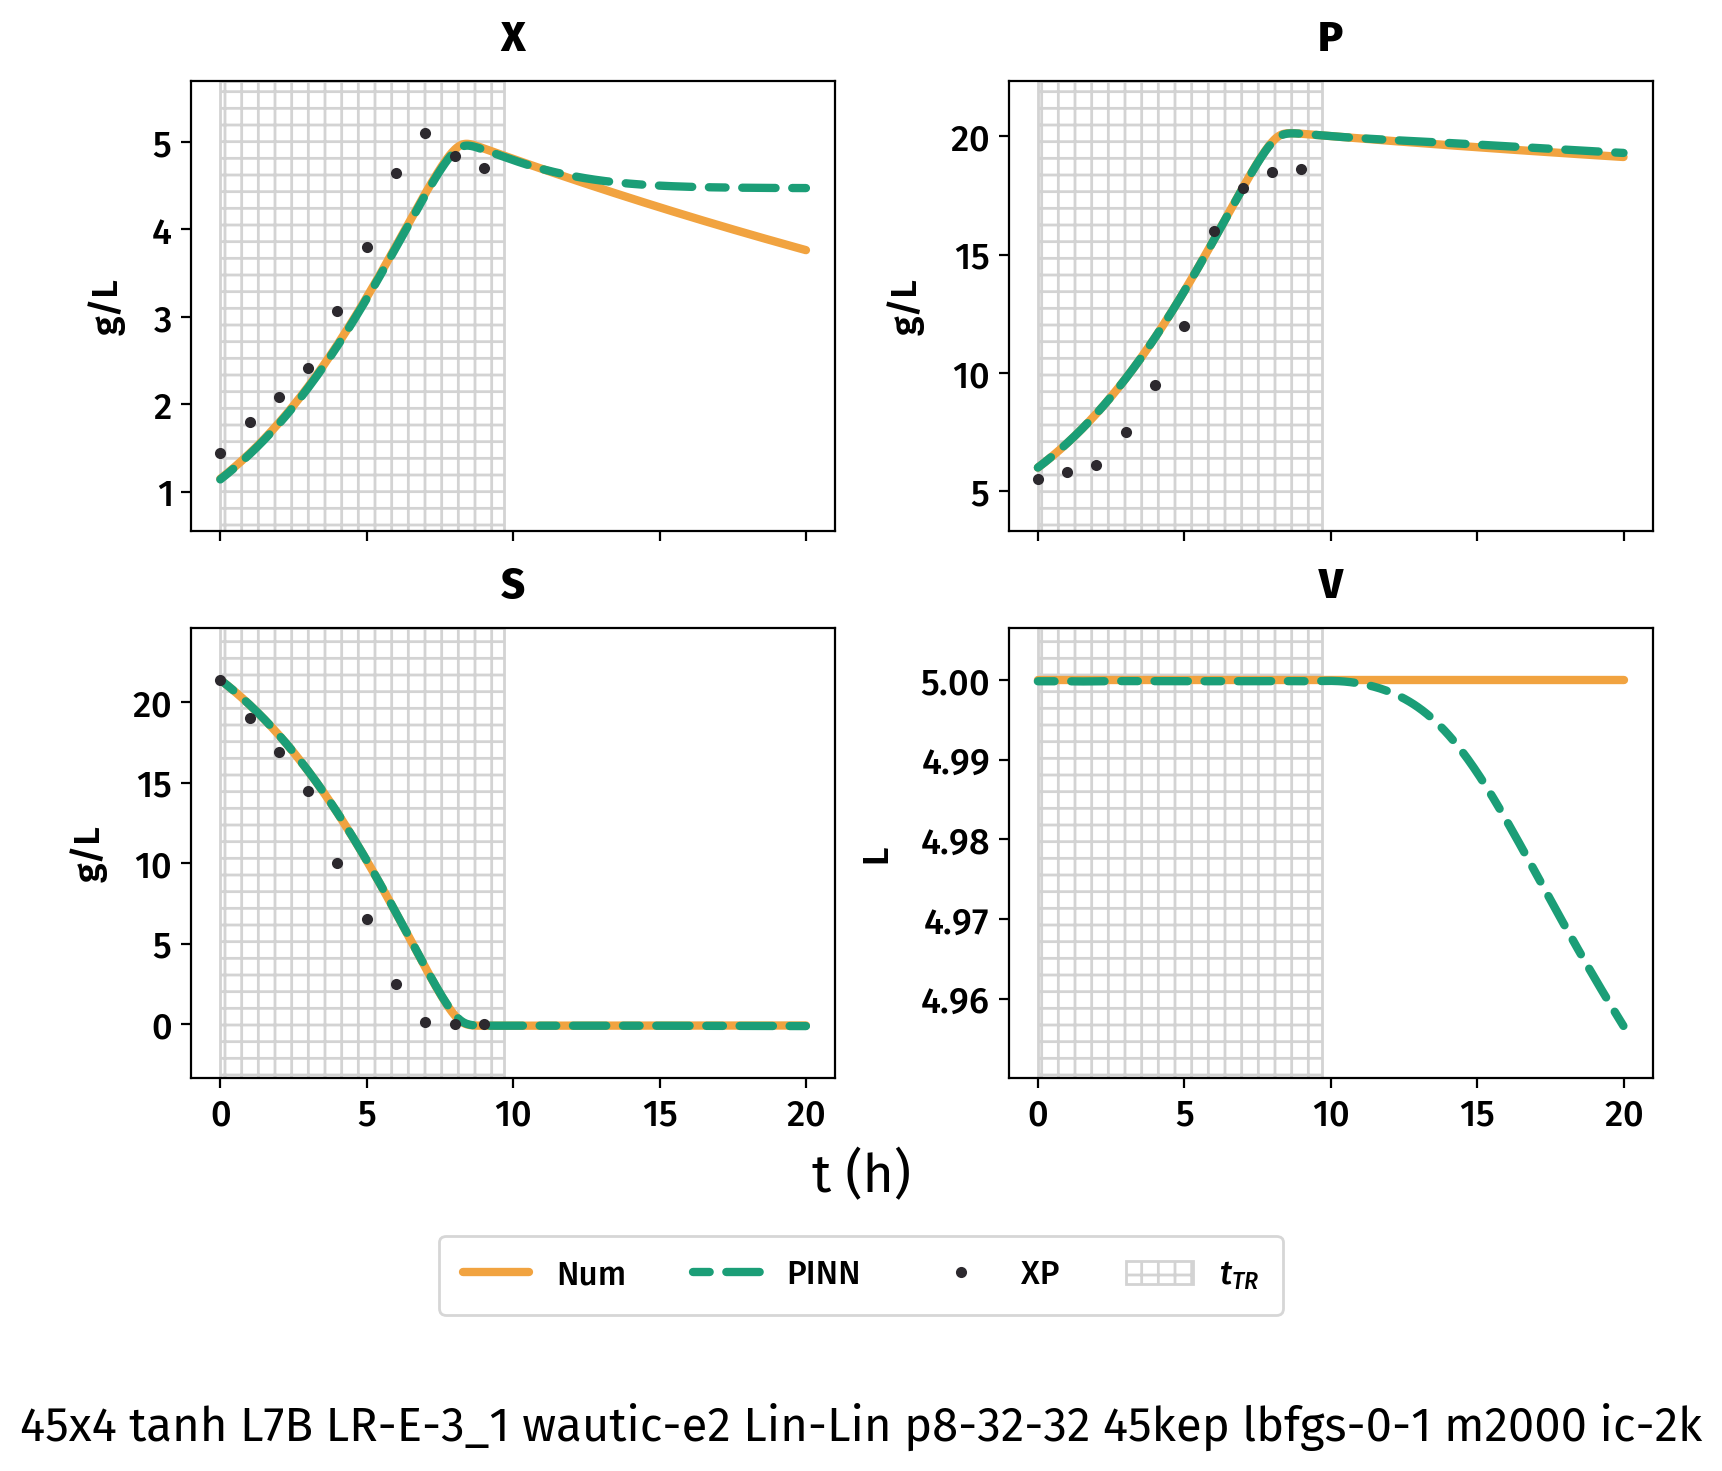 X
P
5
4
3
2
1
g/L
20
15
10
5
g/L
S
V
20
15
10
5
0
g/L
5.00
4.99
4.98
4.97
4.96
L
0 5 10 15 20
0 5 10 15 20
t (h)
Num PINN XP tTR
45x4 tanh L7B LR-E-3_1 wautic-e2 Lin-Lin p8-32-32 45kep lbfgs-0-1 m2000 ic-2k